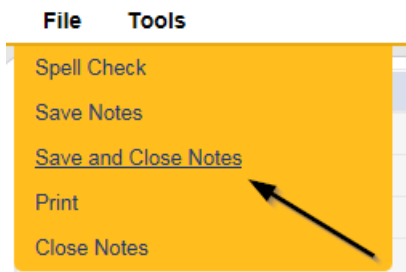 File Tools
Spell Check
Save Notes
Save and Close Notes
Print
Close Notes